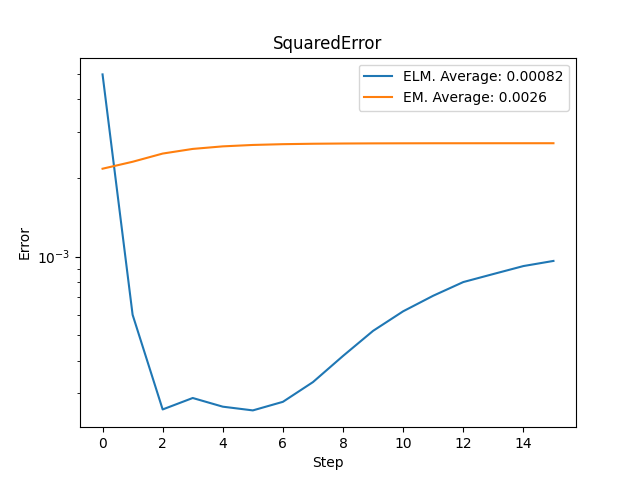 SquaredError
ELM. Average: 0.00082
EM. Average: 0.0026
Error
10⁻³
0 2 4 6 8 10 12 14
Step